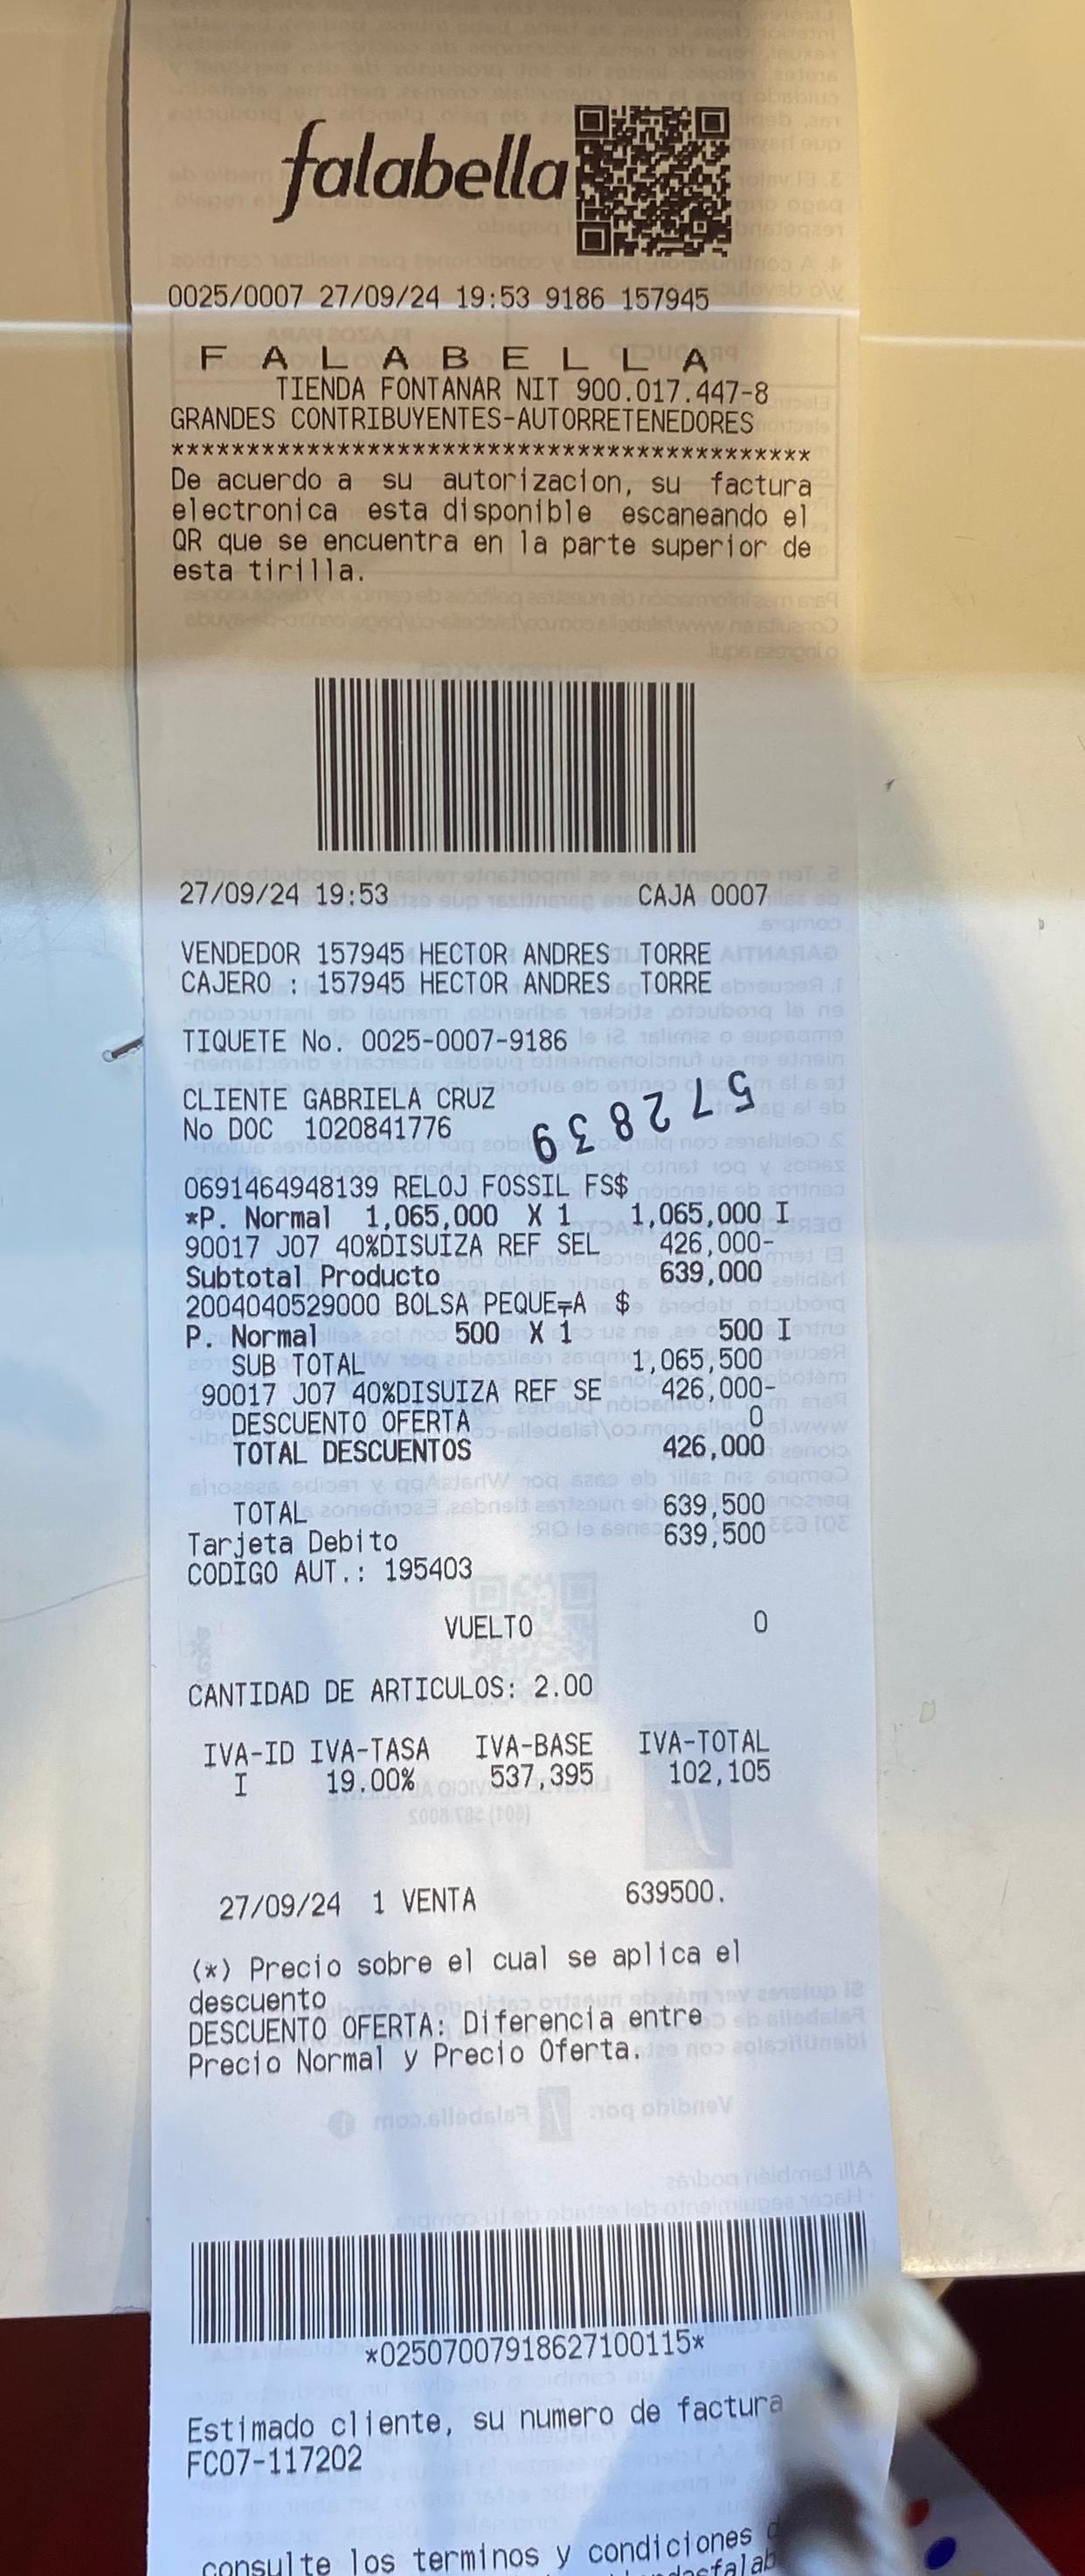 falabella
0025/0007 27/09/24 19:53 9186 157945
F A L A B E L L A
TIENDA FONTANAR NIT 900.017.447-8
GRANDES CONTRIBUYENTES-AUTORRETENEDORES
******************************************
De acuerdo a su autorizacion, su factura
electronica esta disponible escaneando el
QR que se encuentra en la parte superior de
esta tirilla.
27/09/24 19:53 CAJA 0007
VENDEDOR 157945 HECTOR ANDRES TORRE
CAJERO : 157945 HECTOR ANDRES TORRE
TIQUETE No. 0025-0007-9186
CLIENTE GABRIELA CRUZ
No DOC 1020841776
572839
0691464948139 RELOJ FOSSIL FS$
*P. Normal 1,065,000 X 1 1,065,000 I
90017 J07 40%DISUIZA REF SEL 426,000-
Subtotal Producto 639,000
2004040529000 BOLSA PEQUE╤A $
P. Normal 500 X 1 500 I
SUB TOTAL 1,065,500
90017 J07 40%DISUIZA REF SE 426,000-
DESCUENTO OFERTA 0
TOTAL DESCUENTOS 426,000
TOTAL 639,500
Tarjeta Debito 639,500
CODIGO AUT.: 195403
VUELTO 0
CANTIDAD DE ARTICULOS: 2.00
IVA-ID IVA-TASA IVA-BASE IVA-TOTAL
I 19.00% 537,395 102,105
27/09/24 1 VENTA 639500.
(*) Precio sobre el cual se aplica el
descuento
DESCUENTO OFERTA: Diferencia entre
Precio Normal y Precio Oferta.
*02507007918627100115*
Estimado cliente, su numero de factura
FC07-117202
consulte los terminos y condiciones